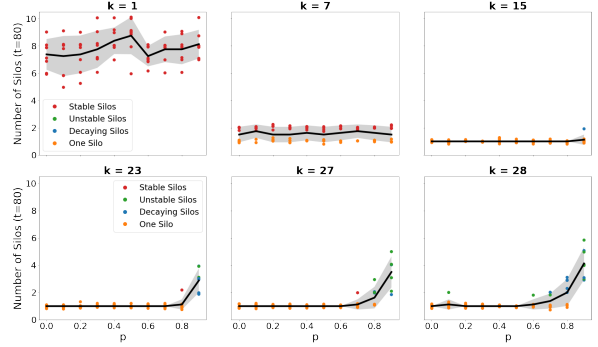 k = 1
k = 7
k = 15
Number of Silos (t=80)
10
8
6
4
2
0
Stable Silos
Unstable Silos
Decaying Silos
One Silo
k = 23
k = 27
k = 28
Number of Silos (t=80)
10
8
6
4
2
0
Stable Silos
Unstable Silos
Decaying Silos
One Silo
0.0 0.2 0.4 0.6 0.8
0.0 0.2 0.4 0.6 0.8
0.0 0.2 0.4 0.6 0.8
p
p
p